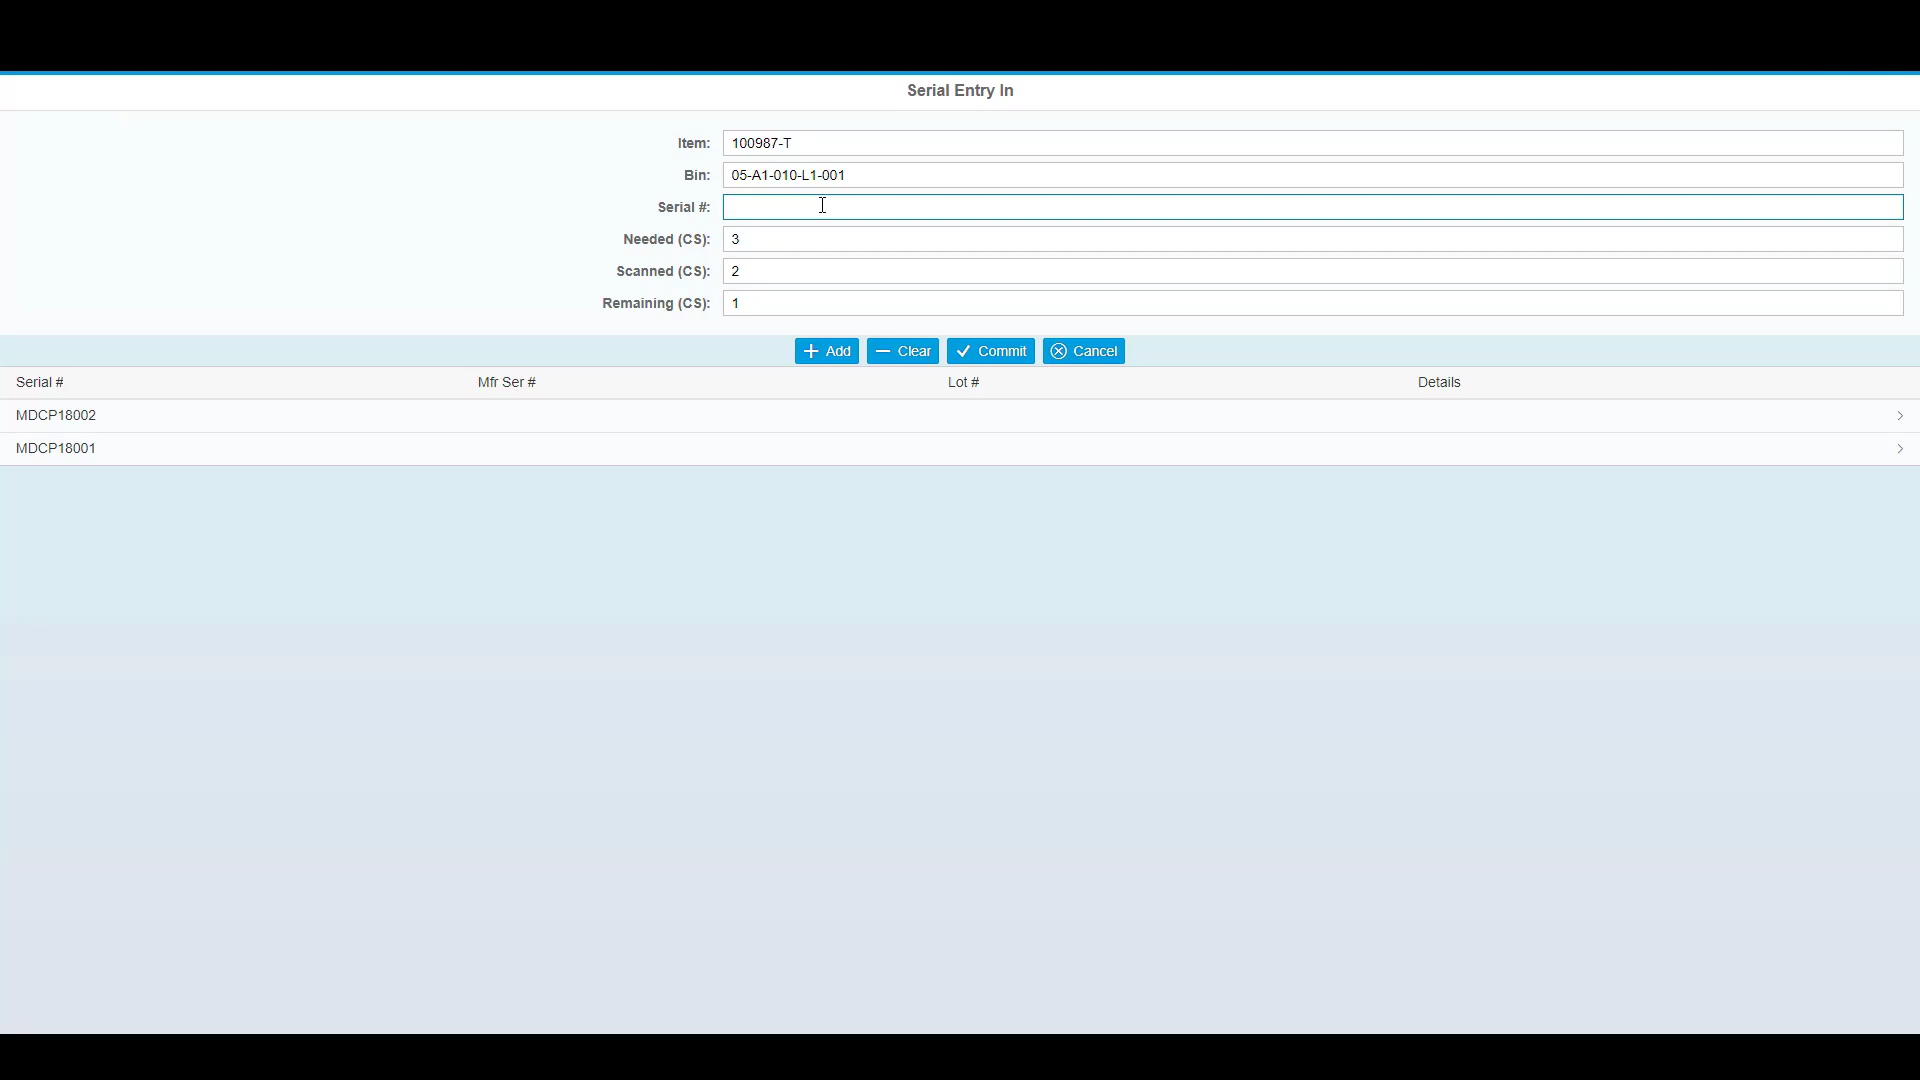 Serial Entry In
Item: 100987-T
Bin: 05-A1-010-L1-001
Serial #:
Needed (CS): 3
Scanned (CS): 2
Remaining (CS): 1
Add Clear Commit Cancel
Serial # Mfr Ser # Lot # Details
MDCP18002
MDCP18001